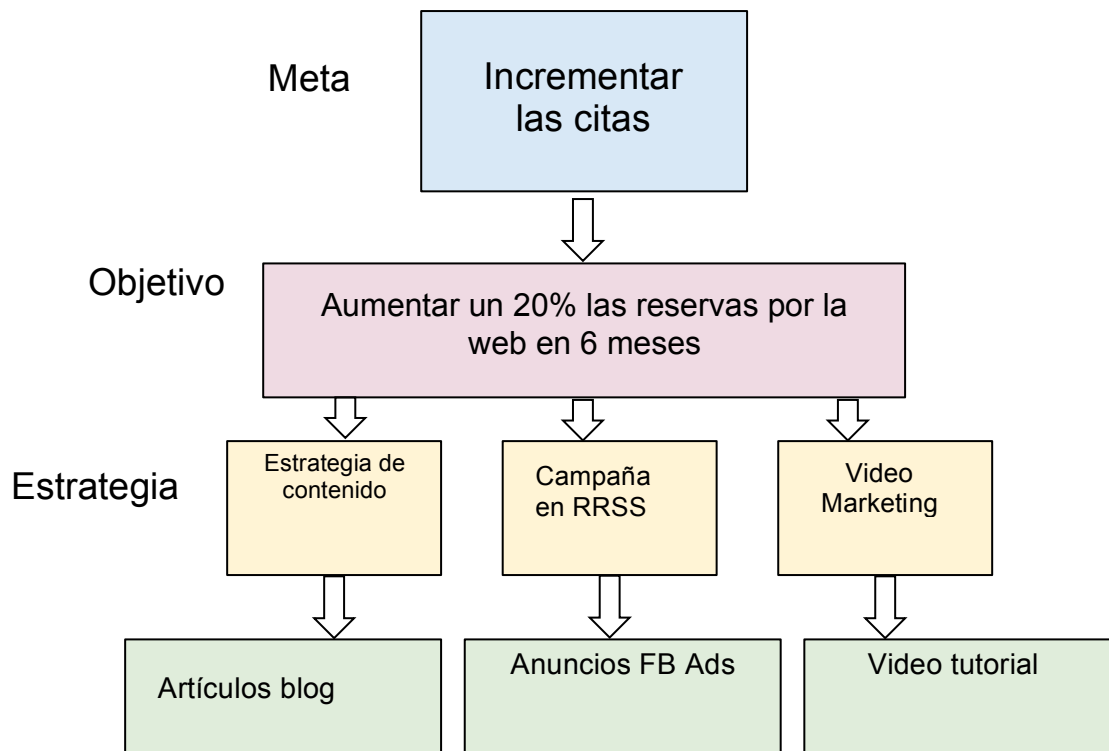 Meta
Incrementar
las citas
Objetivo
Aumentar un 20% las reservas por la
web en 6 meses
Estrategia
Estrategia de
contenido
Campaña
en RRSS
Video
Marketing
Artículos blog
Anuncios FB Ads
Video tutorial